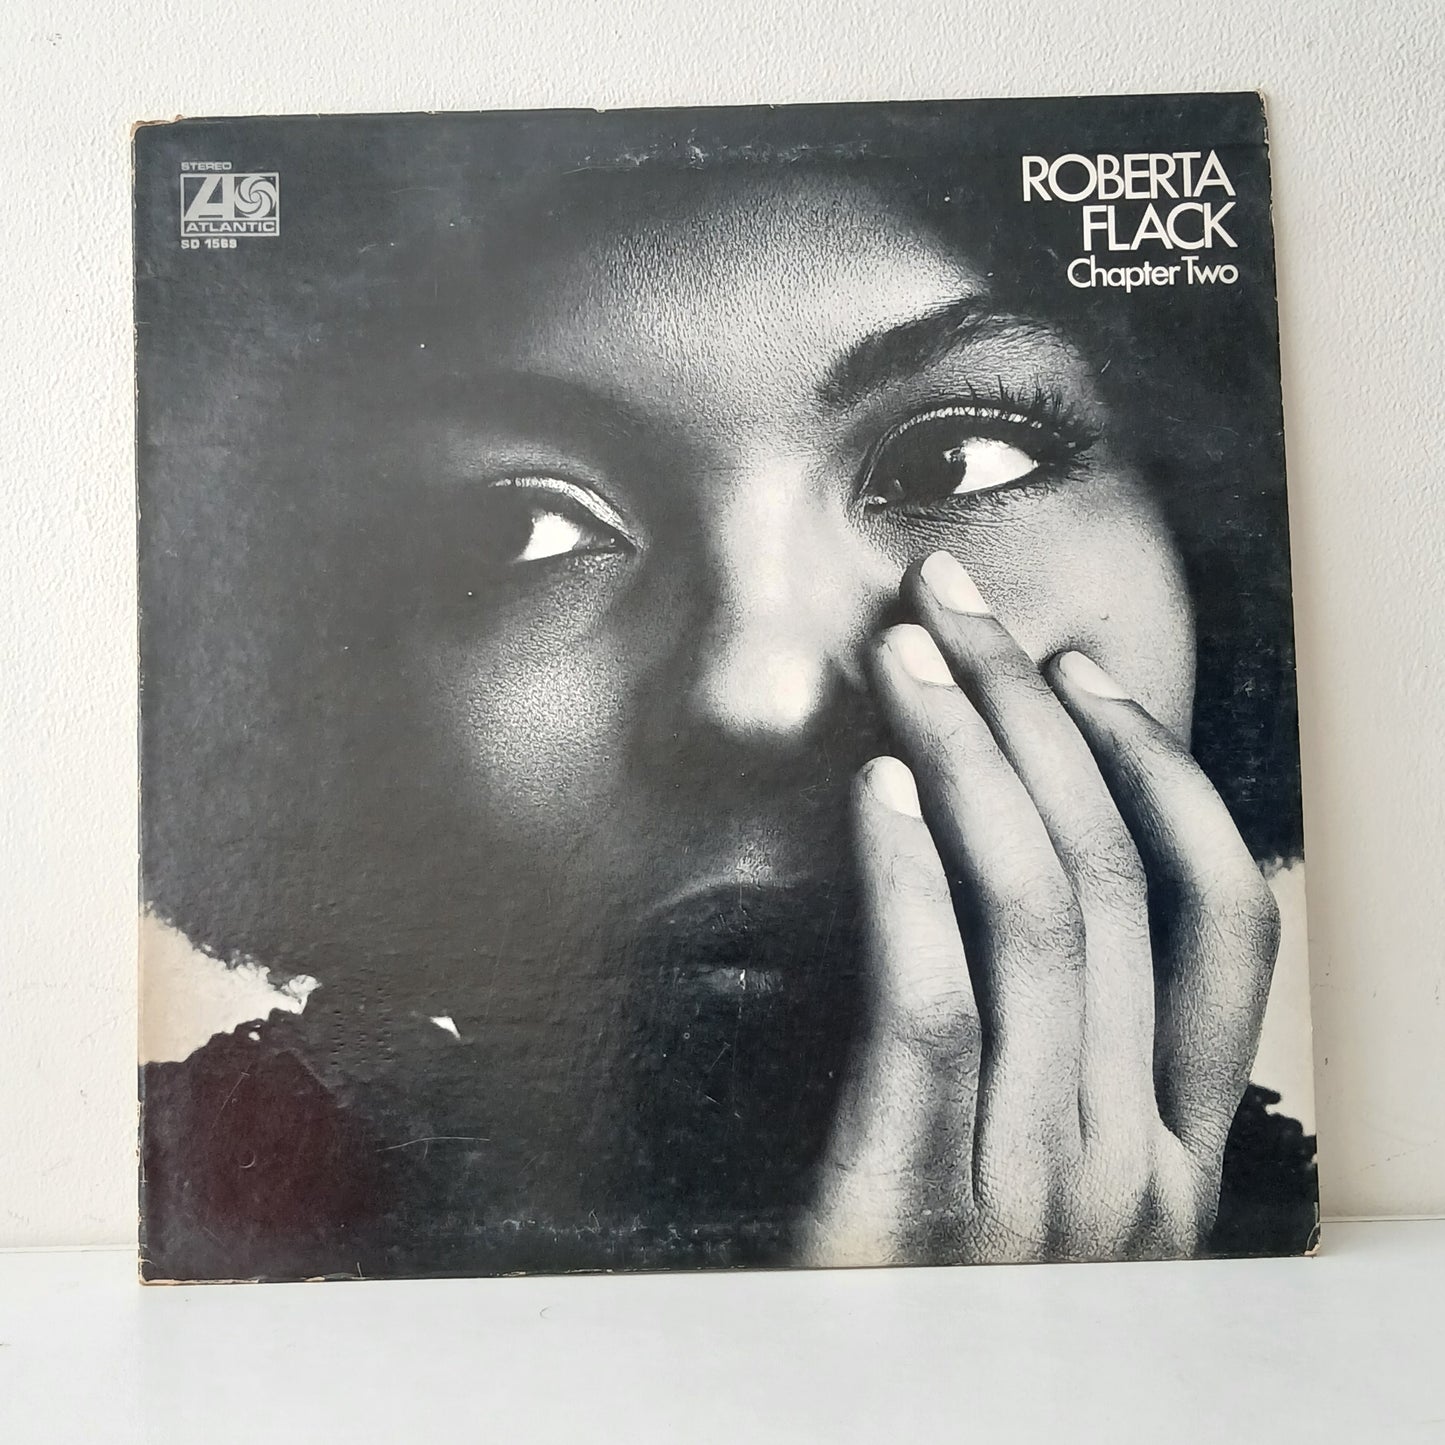 STEREO
ATLANTIC
SD 1569
ROBERTA
FLACK
Chapter Two